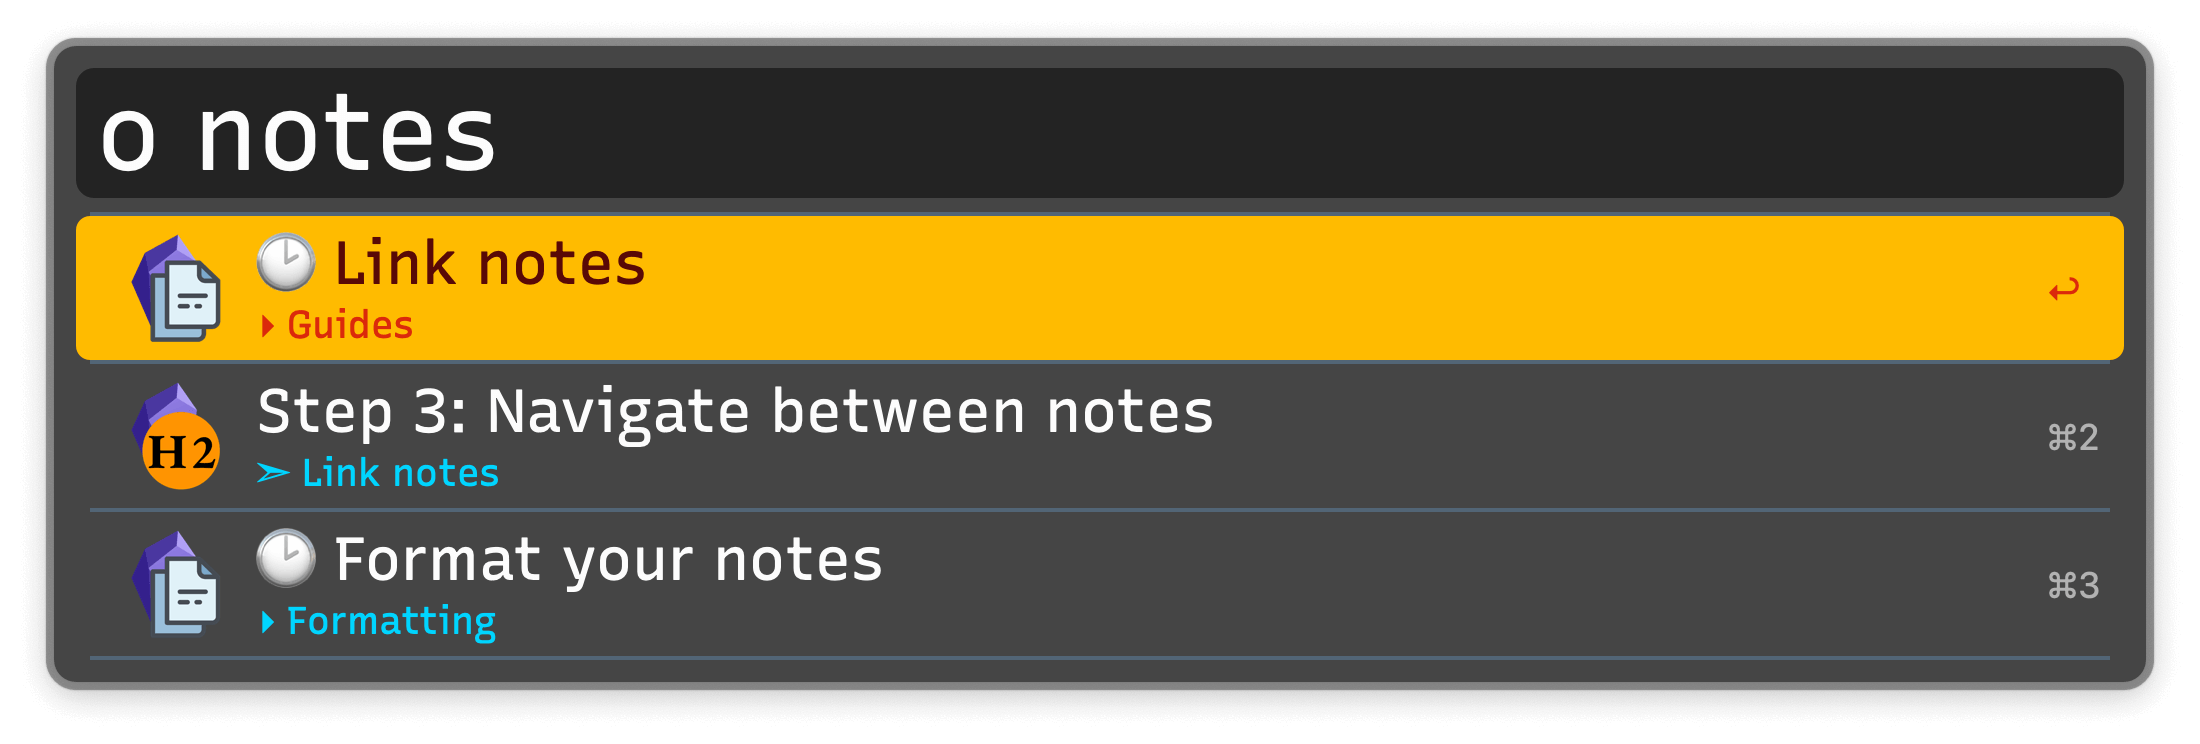 o notes
🕑 Link notes
▸ Guides
↩
H2
Step 3: Navigate between notes
➣ Link notes
⌘2
🕑 Format your notes
▸ Formatting
⌘3